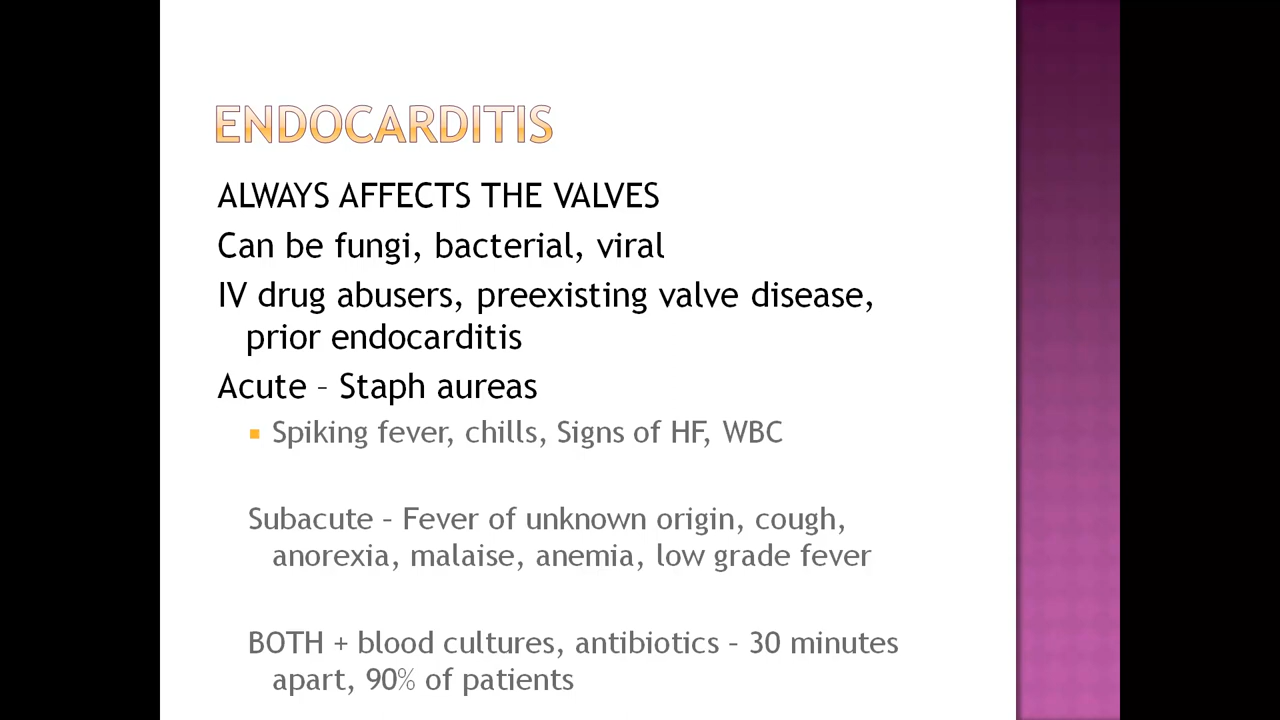 ENDOCARDITIS
ALWAYS AFFECTS THE VALVES
Can be fungi, bacterial, viral
IV drug abusers, preexisting valve disease,
prior endocarditis
Acute – Staph aureas
Spiking fever, chills, Signs of HF, WBC
Subacute – Fever of unknown origin, cough,
anorexia, malaise, anemia, low grade fever
BOTH + blood cultures, antibiotics – 30 minutes
apart, 90% of patients